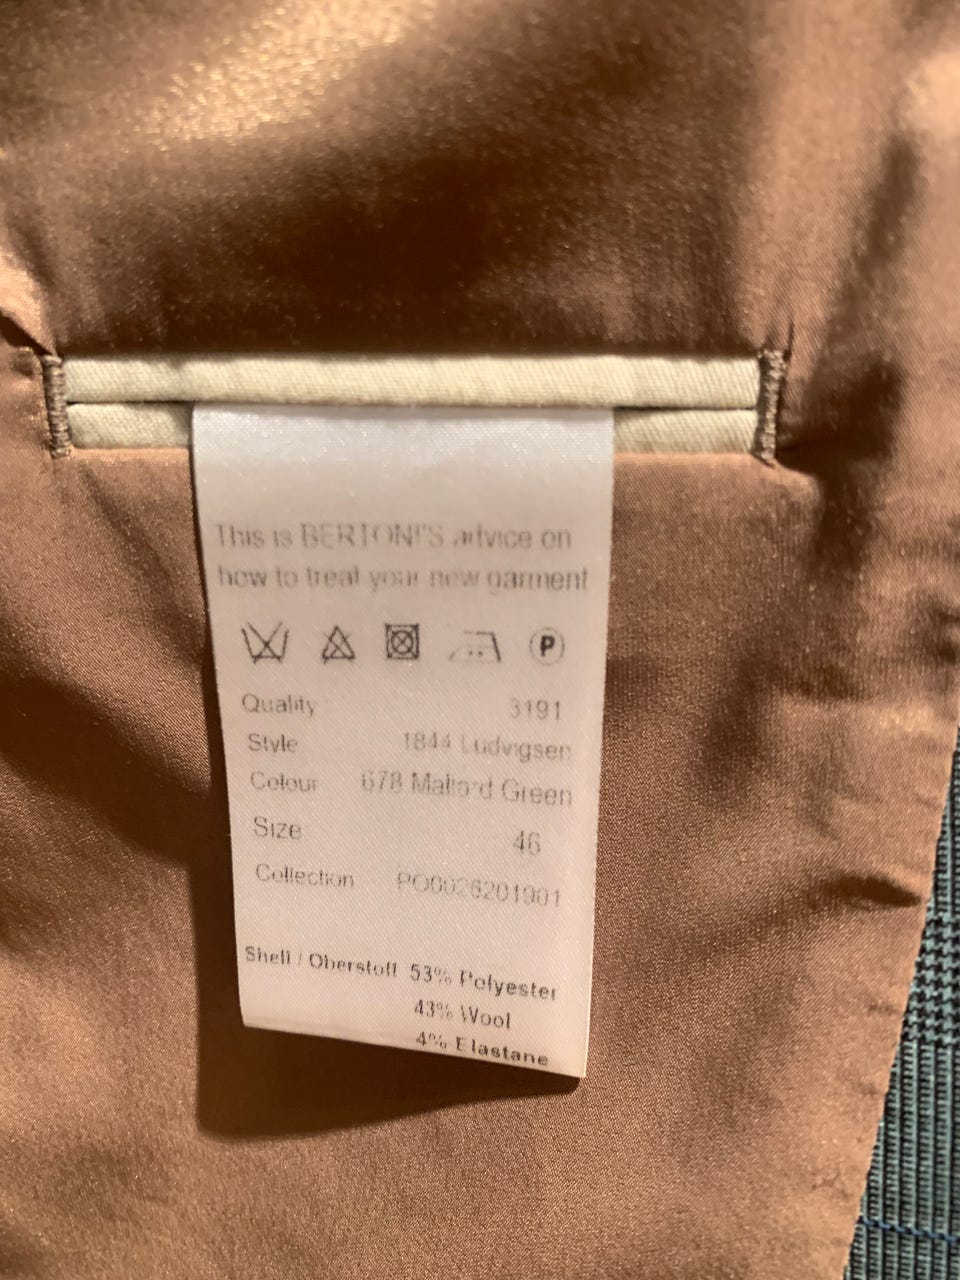 This is BERTONI'S advice on
how to treat your new garment
P
Quality 3191
Style 1844 Ludvigsen
Colour 678 Mallard Green
Size 46
Collection PO0026201901
Shell / Oberstoff 53% Polyester
43% Wool
4% Elastane